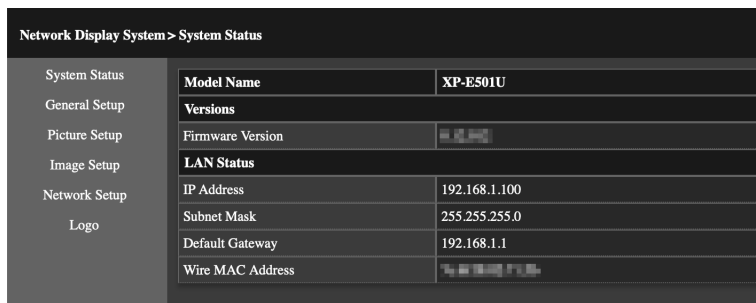 Network Display System> System Status
System Status
General Setup
Picture Setup
Image Setup
Network Setup
Logo
Model Name XP-E501U
Versions
Firmware Version
LAN Status
IP Address 192.168.1.100
Subnet Mask 255.255.255.0
Default Gateway 192.168.1.1
Wire MAC Address